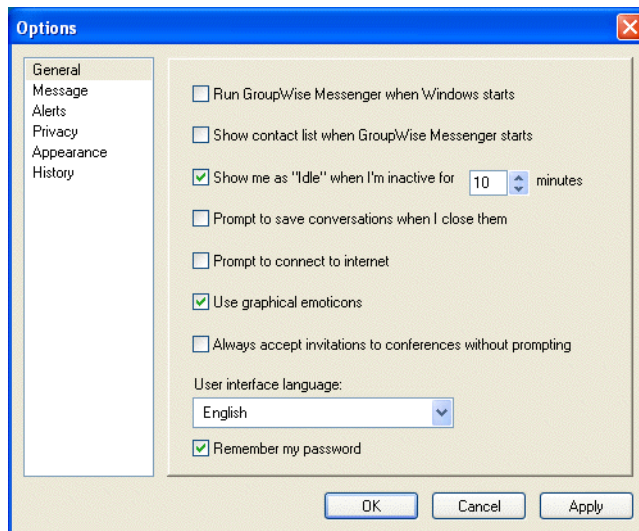 Options
General
Message
Alerts
Privacy
Appearance
History
Run GroupWise Messenger when Windows starts
Show contact list when GroupWise Messenger starts
Show me as "Idle" when I'm inactive for 10 minutes
Prompt to save conversations when I close them
Prompt to connect to internet
Use graphical emoticons
Always accept invitations to conferences without prompting
User interface language:
English
Remember my password
OK Cancel Apply